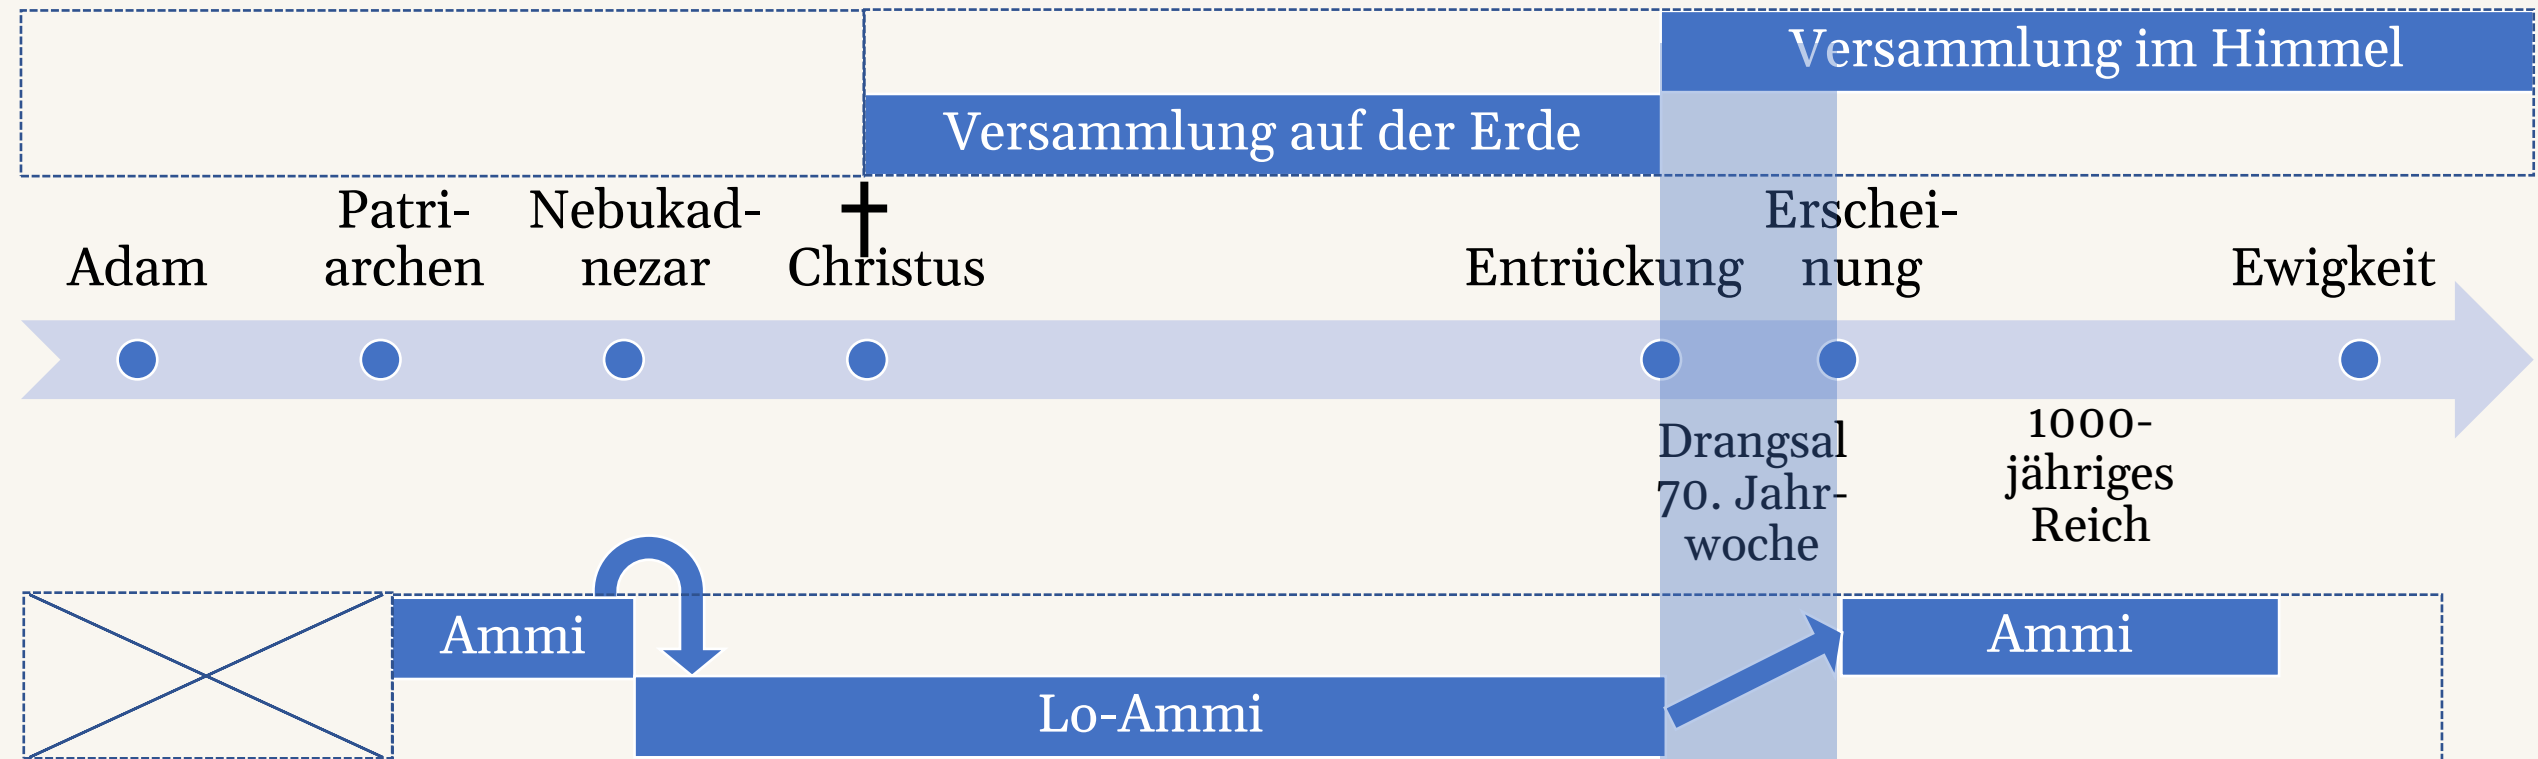 Versammlung im Himmel
Versammlung auf der Erde
Adam
Patri-
archen
Nebukad-
nezar
Christus
Entrückung
Erschei-
nung
Ewigkeit
Drangsal
70. Jahr-
woche
1000-
jähriges
Reich
Ammi
Lo-Ammi
Ammi